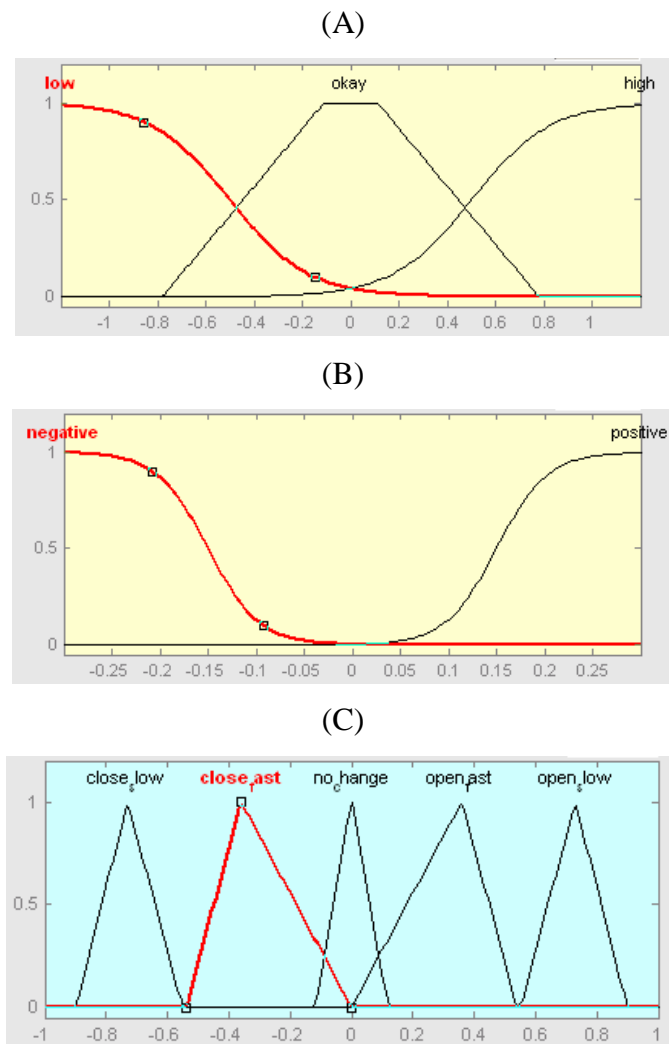 (A)
low okay high
1
0.5
0
-1 -0.8 -0.6 -0.4 -0.2 0 0.2 0.4 0.6 0.8 1
(B)
negative positive
1
0.5
0
-0.25 -0.2 -0.15 -0.1 -0.05 0 0.05 0.1 0.15 0.2 0.25
(C)
close_slow close_fast no_change open_fast open_slow
1
0.5
0
-1 -0.8 -0.6 -0.4 -0.2 0 0.2 0.4 0.6 0.8 1